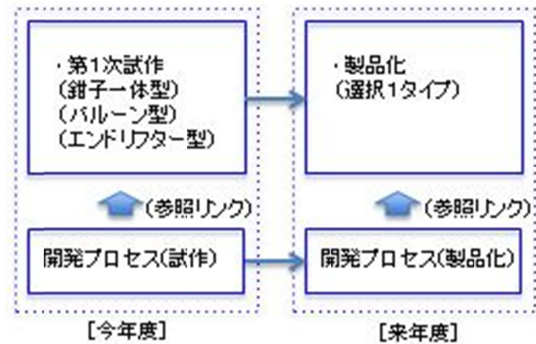 ・第1次試作
(鉗子一体型)
(バルーン型)
(エンドリフター型)
・製品化
(選択1タイプ)
(参照リンク)
(参照リンク)
開発プロセス(試作)
開発プロセス(製品化)
[今年度]
[来年度]